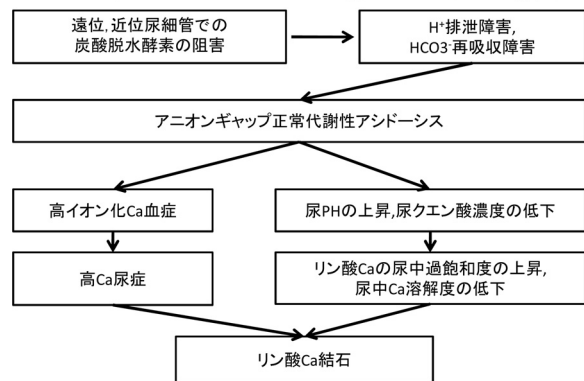 遠位,近位尿細管での
炭酸脱水酵素の阻害
H⁺排泄障害,
HCO3⁻再吸収障害
アニオンギャップ正常代謝性アシドーシス
高イオン化Ca血症
尿PHの上昇,尿クエン酸濃度の低下
高Ca尿症
リン酸Caの尿中過飽和度の上昇,
尿中Ca溶解度の低下
リン酸Ca結石